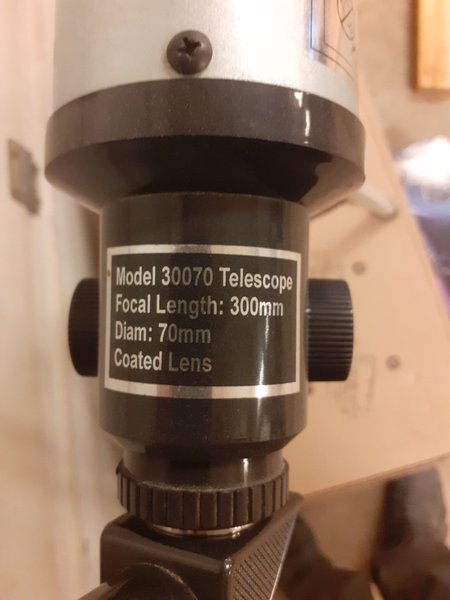 Model 30070 Telescope
Focal Length: 300mm
Diam: 70mm
Coated Lens